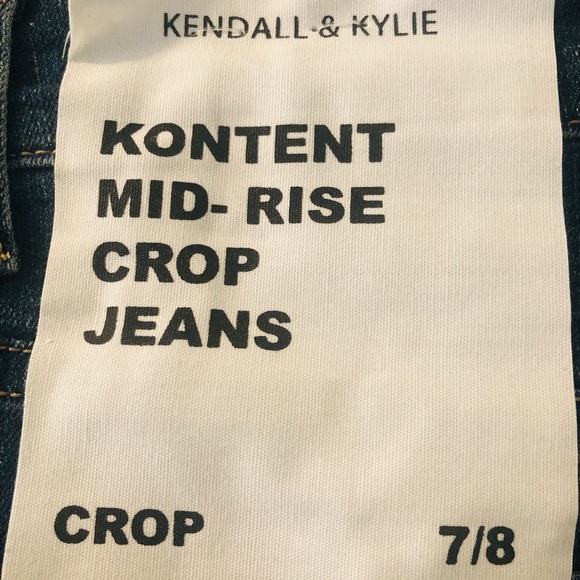 KENDALL & KYLIE
KONTENT
MID- RISE
CROP
JEANS
CROP 7/8